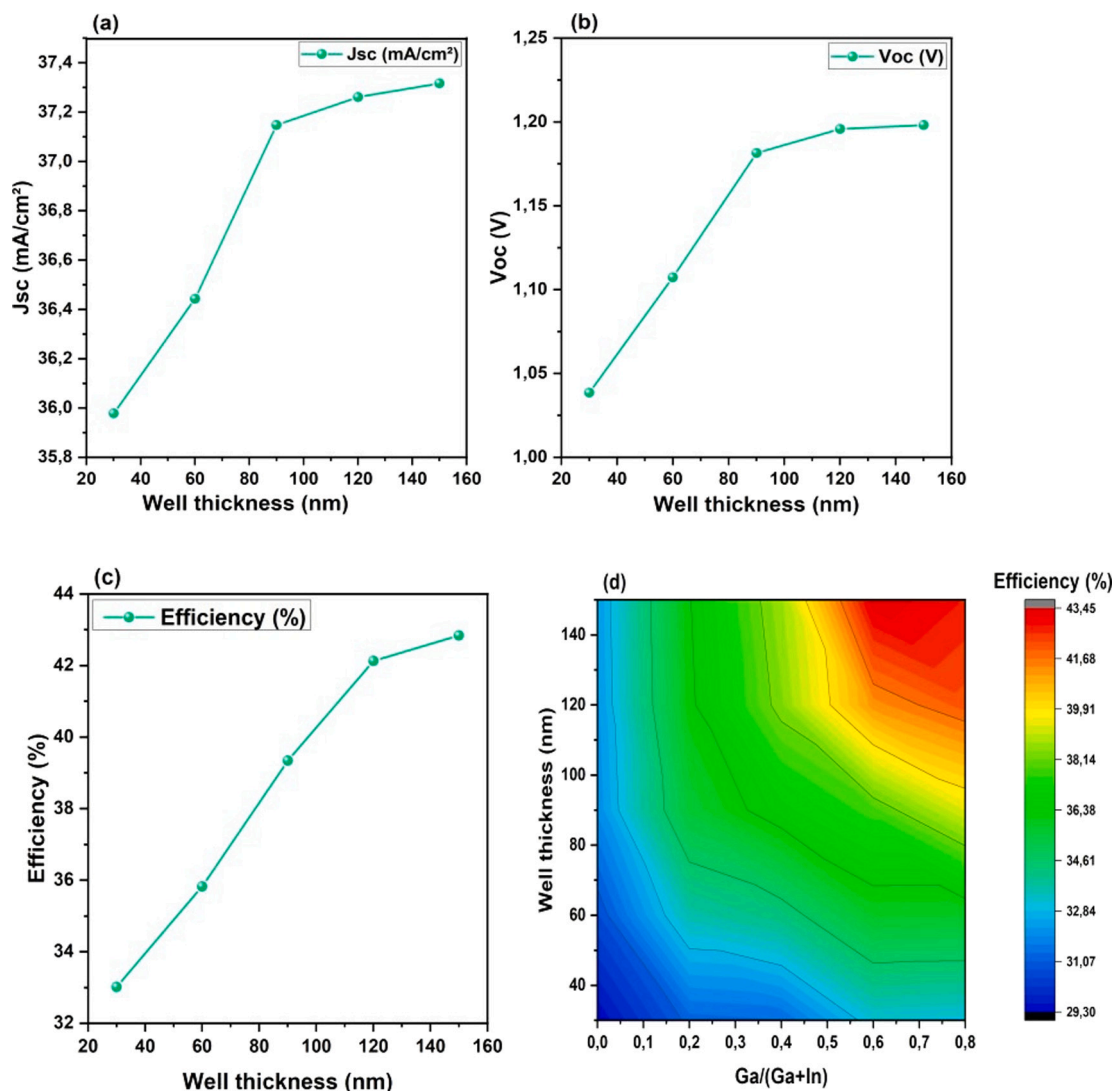 (a)
Jsc (mA/cm²)
37,4
37,2
37,0
36,8
36,6
36,4
36,2
36,0
35,8
Jsc (mA/cm²)
20 40 60 80 100 120 140 160
Well thickness (nm)
(b)
Voc (V)
1,25
1,20
1,15
1,10
1,05
1,00
Voc (V)
20 40 60 80 100 120 140 160
Well thickness (nm)
(c)
Efficiency (%)
44
42
40
38
36
34
32
Efficiency (%)
20 40 60 80 100 120 140 160
Well thickness (nm)
(d)
Efficiency (%)
140
120
100
80
60
40
Well thickness (nm)
0,0 0,1 0,2 0,3 0,4 0,5 0,6 0,7 0,8
Ga/(Ga+In)
43,45
41,68
39,91
38,14
36,38
34,61
32,84
31,07
29,30